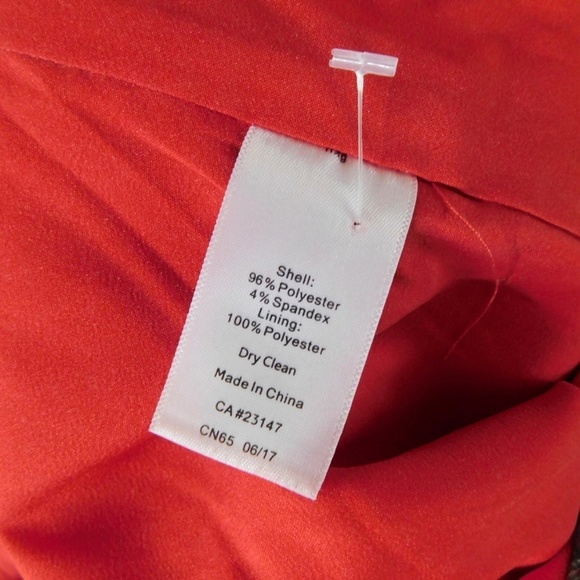 Shell:
96% Polyester
4% Spandex
Lining:
100% Polyester
Dry Clean
Made In China
CA#23147
CN65 06/17